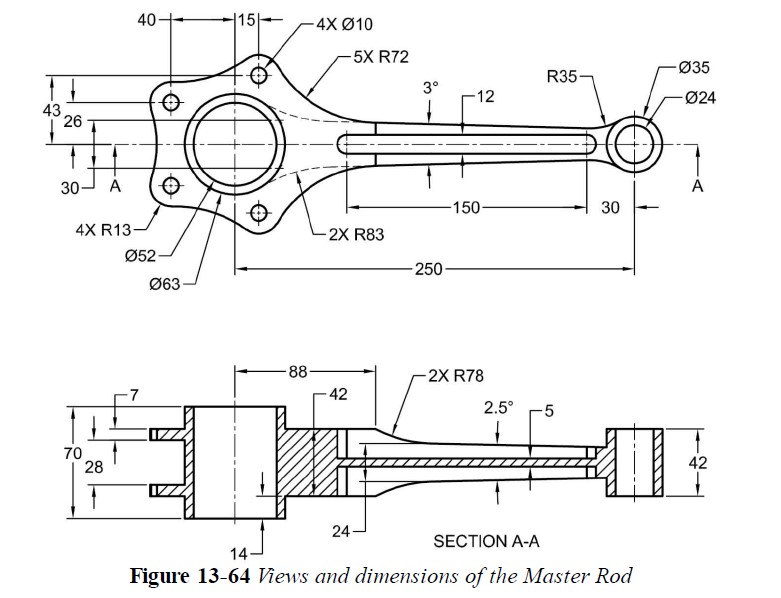 40
15
4X Ø10
5X R72
3°
12
R35
Ø35
Ø24
43
26
30
A
A
4X R13
Ø52
Ø63
2X R83
150
30
250
88
2X R78
7
42
2.5°
5
70
28
42
24
14
SECTION A-A
Figure 13-64 Views and dimensions of the Master Rod